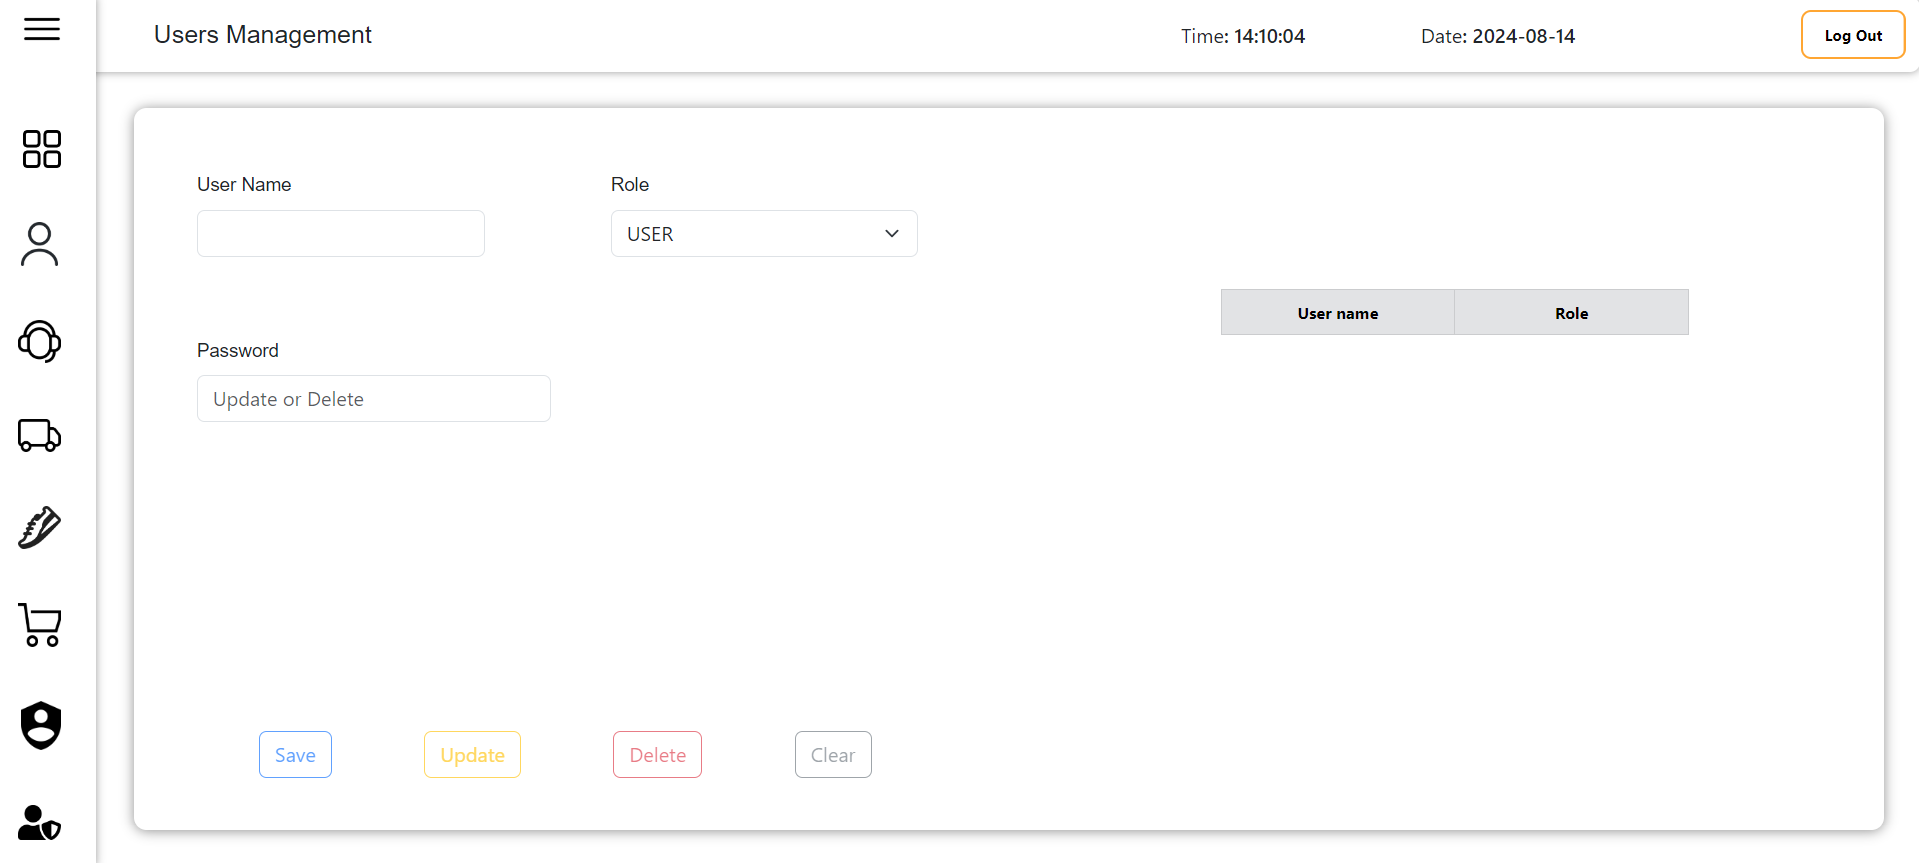 Users Management
Time: 14:10:04
Date: 2024-08-14
Log Out
User Name
Role
USER
User name
Role
Password
Update or Delete
Save
Update
Delete
Clear